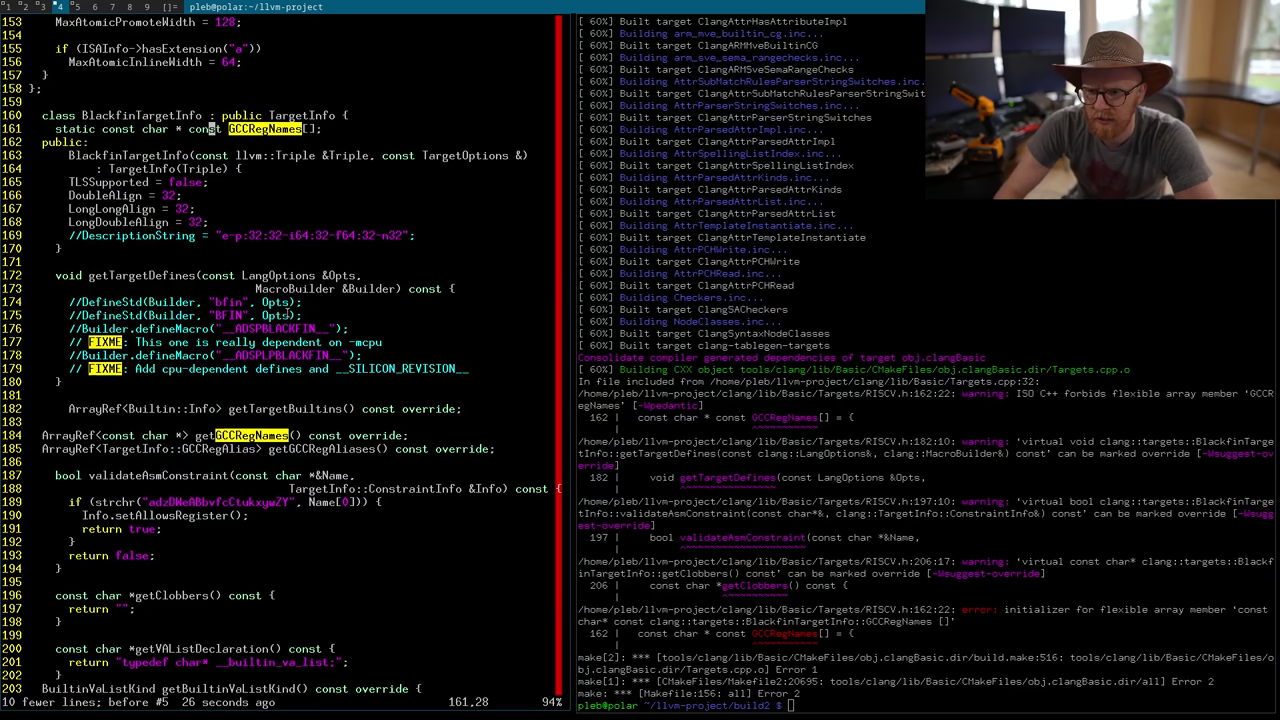 1 2 3 4 5 6 7 8 9 []= pleb@polar:~/llvm-project
153 MaxAtomicPromoteWidth = 128;
154
155 if (ISAInfo->hasExtension("a"))
156 MaxAtomicInlineWidth = 64;
157 }
158 };
159
160 class BlackfinTargetInfo : public TargetInfo {
161 static const char * const GCCRegNames[];
162 public:
163 BlackfinTargetInfo(const llvm::Triple &Triple, const TargetOptions &)
164 : TargetInfo(Triple) {
165 TLSSupported = false;
166 DoubleAlign = 32;
167 LongLongAlign = 32;
168 LongDoubleAlign = 32;
169 //DescriptionString = "e-p:32:32-i64:32-f64:32-n32";
170 }
171
172 void getTargetDefines(const LangOptions &Opts,
173 MacroBuilder &Builder) const {
174 //DefineStd(Builder, "bfin", Opts);
175 //DefineStd(Builder, "BFIN", Opts);
176 //Builder.defineMacro("__ADSPBLACKFIN__");
177 // FIXME: This one is really dependent on -mcpu
178 //Builder.defineMacro("__ADSPLPBLACKFIN__");
179 // FIXME: Add cpu-dependent defines and __SILICON_REVISION__
180 }
181
182 ArrayRef<Builtin::Info> getTargetBuiltins() const override;
183
184 ArrayRef<const char *> getGCCRegNames() const override;
185 ArrayRef<TargetInfo::GCCRegAlias> getGCCRegAliases() const override;
186
187 bool validateAsmConstraint(const char *&Name,
188 TargetInfo::ConstraintInfo &Info) const {
189 if (strchr("adzDWeABbvfcCtukxywZY", Name[0])) {
190 Info.setAllowsRegister();
191 return true;
192 }
193 return false;
194 }
195
196 const char *getClobbers() const {
197 return "";
198 }
199
200 const char *getVAListDeclaration() const {
201 return "typedef char* __builtin_va_list;";
202 }
203 BuiltinVaListKind getBuiltinVaListKind() const override {
10 fewer lines; before #5 26 seconds ago 161,28 94%
[ 60%] Built target ClangAttrHasAttributeImpl
[ 60%] Building arm_mve_builtin_cg.inc...
[ 60%] Built target ClangARMMveBuiltinCG
[ 60%] Building arm_mve_sema_rangechecks.inc...
[ 60%] Built target ClangARMSveSemaRangeChecks
[ 60%] Building AttrSubMatchRulesParserStringSwitches.inc.
[ 60%] Built target ClangAttrSubMatchRulesParserStringSwit
[ 60%] Building AttrParserStringSwitches.inc...
[ 60%] Built target ClangAttrParserStringSwitches
[ 60%] Building AttrParsedAttrImpl.inc...
[ 60%] Built target ClangAttrParsedAttrImpl
[ 60%] Building AttrSpellingListIndex.inc...
[ 60%] Built target ClangAttrSpellingListIndex
[ 60%] Building AttrParsedAttrKinds.inc...
[ 60%] Built target ClangAttrParsedAttrKinds
[ 60%] Building AttrParsedAttrList.inc...
[ 60%] Built target ClangAttrParsedAttrList
[ 60%] Building AttrTemplateInstantiate.inc...
[ 60%] Built target ClangAttrTemplateInstantiate
[ 60%] Building AttrPCHWrite.inc...
[ 60%] Built target ClangAttrPCHWrite
[ 60%] Building AttrPCHRead.inc...
[ 60%] Built target ClangAttrPCHRead
[ 60%] Building Checkers.inc...
[ 60%] Built target ClangSACheckers
[ 60%] Building NodeClasses.inc...
[ 60%] Built target ClangSyntaxNodeClasses
[ 60%] Built target clang-tablegen-targets
Consolidate compiler generated dependencies of target obj.clangBasic
[ 60%] Building CXX object tools/clang/lib/Basic/CMakeFiles/obj.clangBasic.dir/Targets.cpp.o
In file included from /home/pleb/llvm-project/clang/lib/Basic/Targets.cpp:32:
/home/pleb/llvm-project/clang/lib/Basic/Targets/RISCV.h:162:22: warning: ISO C++ forbids flexible array member 'GCCR
egNames' [-Wpedantic]
162 | const char * const GCCRegNames[] = {
| ^~~~~~~~~~~
/home/pleb/llvm-project/clang/lib/Basic/Targets/RISCV.h:182:10: warning: 'virtual void clang::targets::BlackfinTarge
tInfo::getTargetDefines(const clang::LangOptions&, clang::MacroBuilder&) const' can be marked override [-Wsuggest-ov
erride]
182 | void getTargetDefines(const LangOptions &Opts,
| ^~~~~~~~~~~~~~~~
/home/pleb/llvm-project/clang/lib/Basic/Targets/RISCV.h:197:10: warning: 'virtual bool clang::targets::BlackfinTarge
tInfo::validateAsmConstraint(const char*&, clang::TargetInfo::ConstraintInfo&) const' can be marked override [-Wsugg
est-override]
197 | bool validateAsmConstraint(const char *&Name,
| ^~~~~~~~~~~~~~~~~~~~~
/home/pleb/llvm-project/clang/lib/Basic/Targets/RISCV.h:206:17: warning: 'virtual const char* clang::targets::Blackf
inTargetInfo::getClobbers() const' can be marked override [-Wsuggest-override]
206 | const char *getClobbers() const {
| ^~~~~~~~~~~
/home/pleb/llvm-project/clang/lib/Basic/Targets/RISCV.h:162:22: error: initializer for flexible array member 'const
char* const clang::targets::BlackfinTargetInfo::GCCRegNames []'
162 | const char * const GCCRegNames[] = {
| ^~~~~~~~~~~
make[2]: *** [tools/clang/lib/Basic/CMakeFiles/obj.clangBasic.dir/build.make:516: tools/clang/lib/Basic/CMakeFiles/o
bj.clangBasic.dir/Targets.cpp.o] Error 1
make[1]: *** [CMakeFiles/Makefile2:20695: tools/clang/lib/Basic/CMakeFiles/obj.clangBasic.dir/all] Error 2
make: *** [Makefile:156: all] Error 2
pleb@polar ~/llvm-project/build2 $